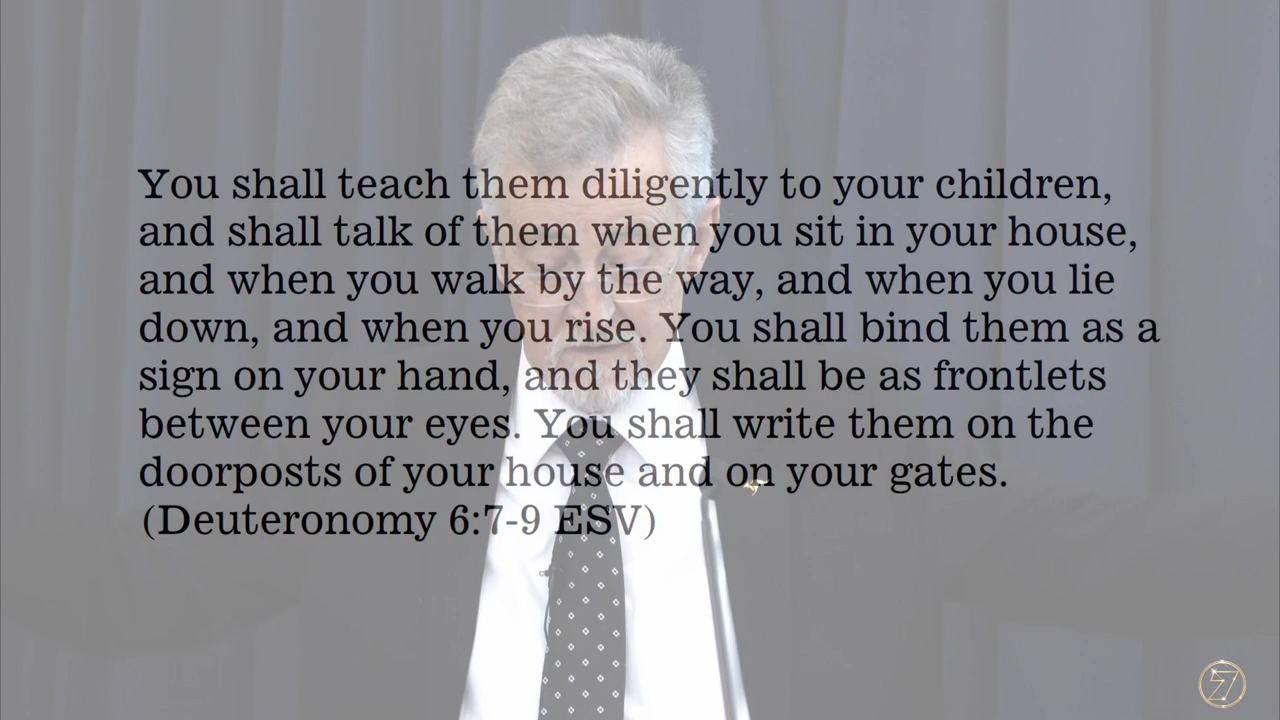 You shall teach them diligently to your children,
and shall talk of them when you sit in your house,
and when you walk by the way, and when you lie
down, and when you rise. You shall bind them as a
sign on your hand, and they shall be as frontlets
between your eyes. You shall write them on the
doorposts of your house and on your gates.
(Deuteronomy 6:7-9 ESV)